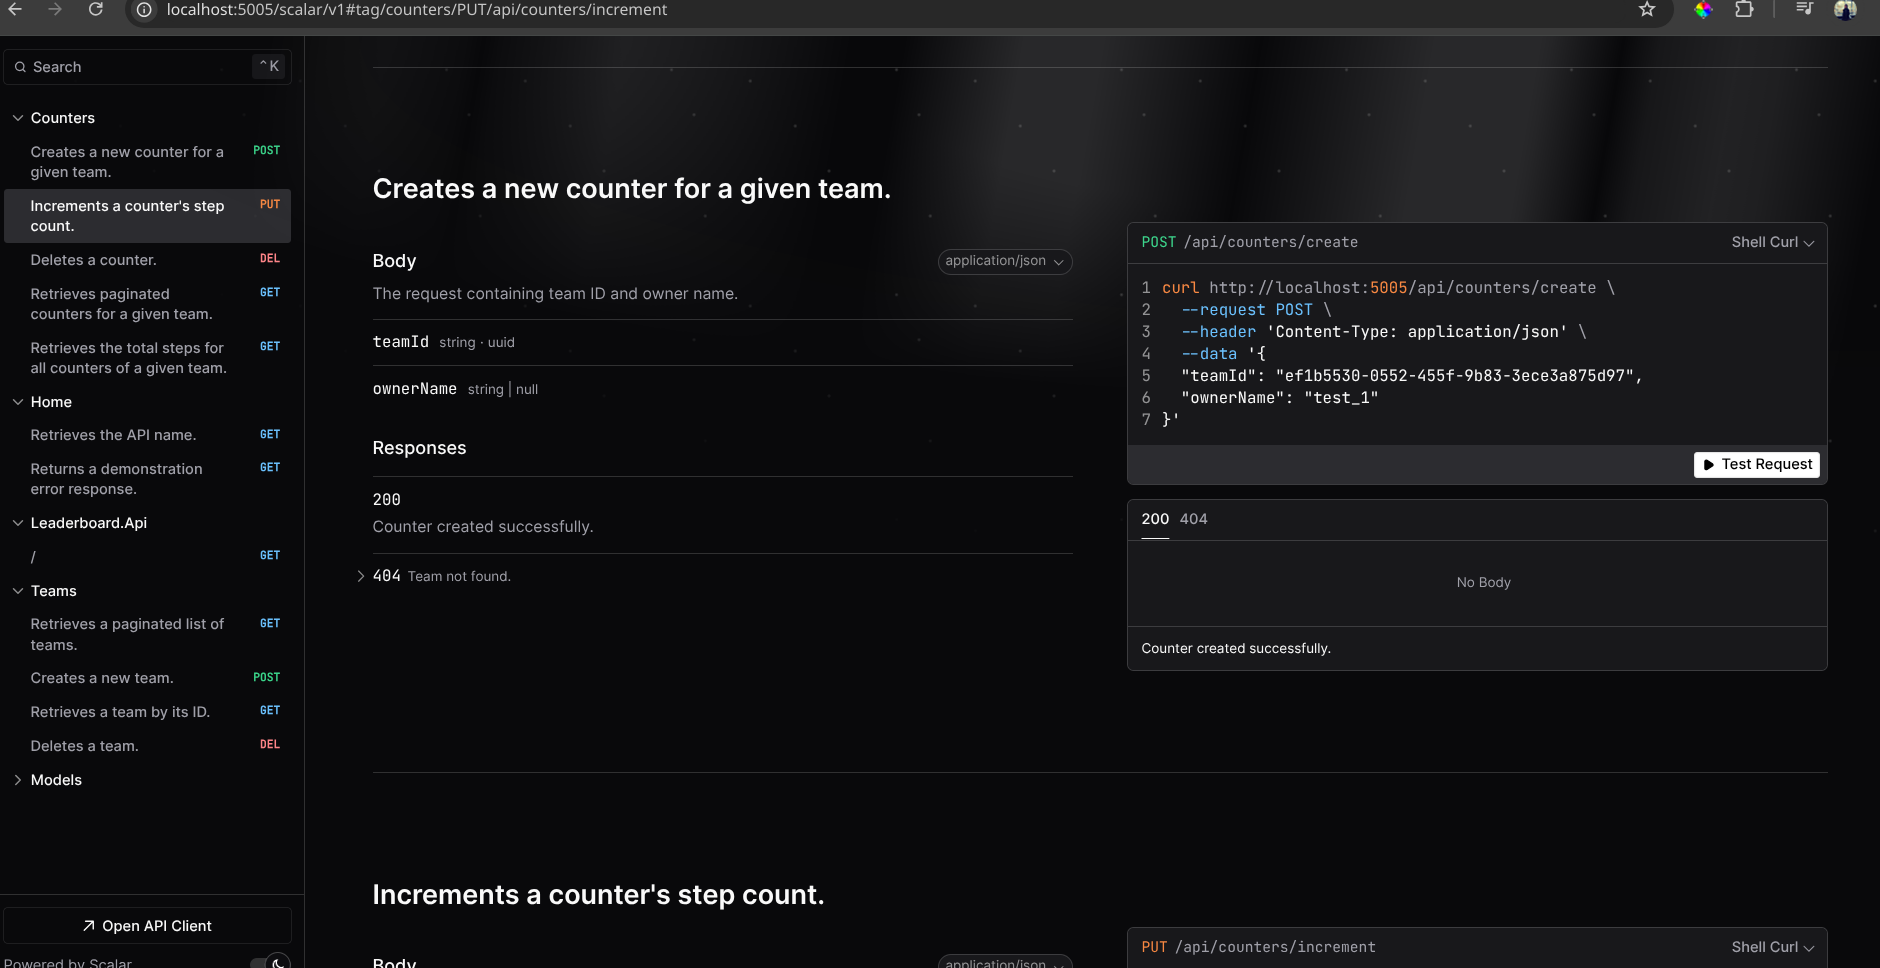 localhost:5005/scalar/v1#tag/counters/PUT/api/counters/increment
Search
⌃K
Counters
Creates a new counter for a given team.
POST
Increments a counter's step count.
PUT
Deletes a counter.
DEL
Retrieves paginated counters for a given team.
GET
Retrieves the total steps for all counters of a given team.
GET
Home
Retrieves the API name.
GET
Returns a demonstration error response.
GET
Leaderboard.Api
/
GET
Teams
Retrieves a paginated list of teams.
GET
Creates a new team.
POST
Retrieves a team by its ID.
GET
Deletes a team.
DEL
Models
Open API Client
Powered by Scalar
Creates a new counter for a given team.
Body
application/json
The request containing team ID and owner name.
teamId string · uuid
ownerName string | null
Responses
200
Counter created successfully.
404 Team not found.
POST /api/counters/create
Shell Curl
1 curl http://localhost:5005/api/counters/create \
2 --request POST \
3 --header 'Content-Type: application/json' \
4 --data '{
5 "teamId": "ef1b5530-0552-455f-9b83-3ece3a875d97",
6 "ownerName": "test_1"
7 }'
Test Request
200 404
No Body
Counter created successfully.
Increments a counter's step count.
Body
application/json
PUT /api/counters/increment
Shell Curl